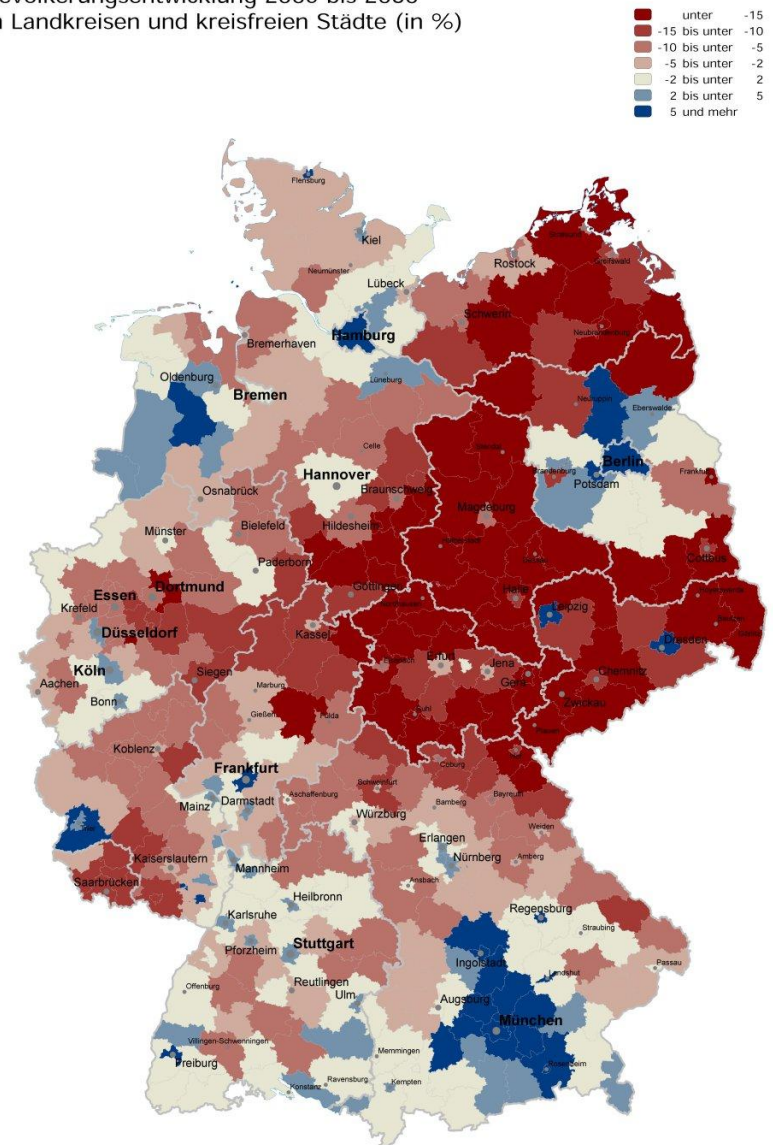 n Landkreisen und kreisfreien Städte (in %)
unter -15
-15 bis unter -10
-10 bis unter -5
-5 bis unter -2
-2 bis unter 2
2 bis unter 5
5 und mehr
Flensburg
Kiel
Neumünster
Lübeck
Rostock
Greifswald
Schwerin
Neubrandenburg
Hamburg
Bremerhaven
Oldenburg
Bremen
Lüneburg
Neuruppin
Eberswalde
Celle
Hannover
Berlin
Brandenburg
Potsdam
Frankfurt
Osnabrück
Braunschweig
Hildesheim
Magdeburg
Münster
Bielefeld
Paderborn
Cottbus
Essen
Dortmund
Göttingen
Halle
Leipzig
Krefeld
Düsseldorf
Kassel
Dresden
Köln
Siegen
Erfurt
Jena
Gera
Chemnitz
Aachen
Bonn
Marburg
Gießen
Fulda
Suhl
Zwickau
Koblenz
Frankfurt
Coburg
Hof
Mainz
Darmstadt
Aschaffenburg
Schweinfurt
Bamberg
Bayreuth
Würzburg
Trier
Erlangen
Weiden
Kaiserslautern
Mannheim
Nürnberg
Amberg
Saarbrücken
Ansbach
Heilbronn
Regensburg
Karlsruhe
Straubing
Pforzheim
Stuttgart
Ingolstadt
Passau
Offenburg
Reutlingen
Ulm
Landshut
Augsburg
München
Villingen-Schwenningen
Freiburg
Memmingen
Rosenheim
Konstanz
Ravensburg
Kempten